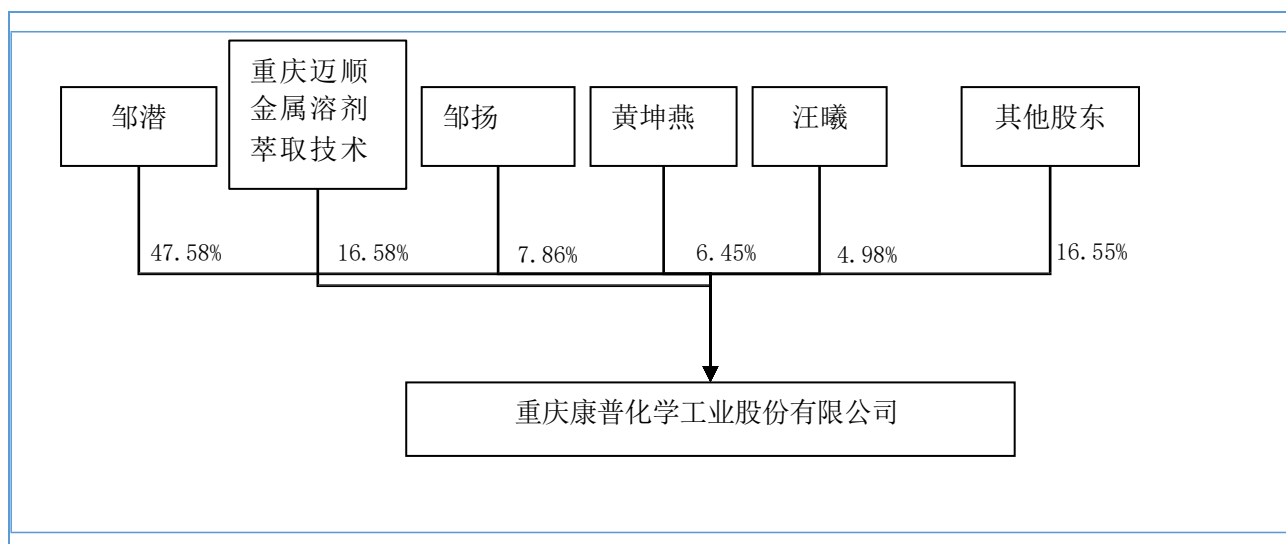 邹潜
重庆迈顺
金属溶剂
萃取技术
邹扬
黄坤燕
汪曦
其他股东
47.58%
16.58%
7.86%
6.45%
4.98%
16.55%
重庆康普化学工业股份有限公司